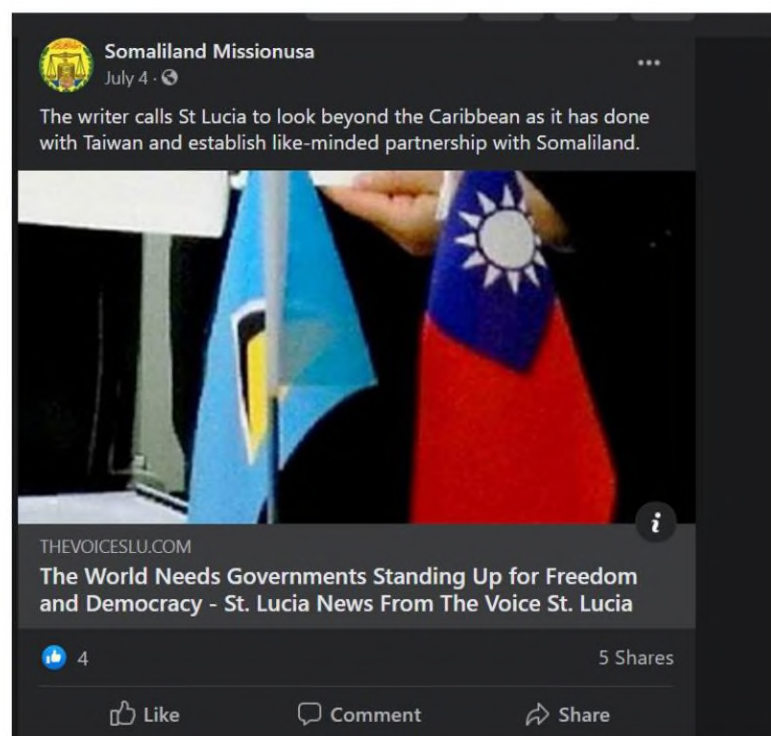 Somaliland Missionusa
July 4 ·
The writer calls St Lucia to look beyond the Caribbean as it has done
with Taiwan and establish like-minded partnership with Somaliland.
THEVOICESLU.COM
The World Needs Governments Standing Up for Freedom
and Democracy - St. Lucia News From The Voice St. Lucia
4
5 Shares
Like
Comment
Share